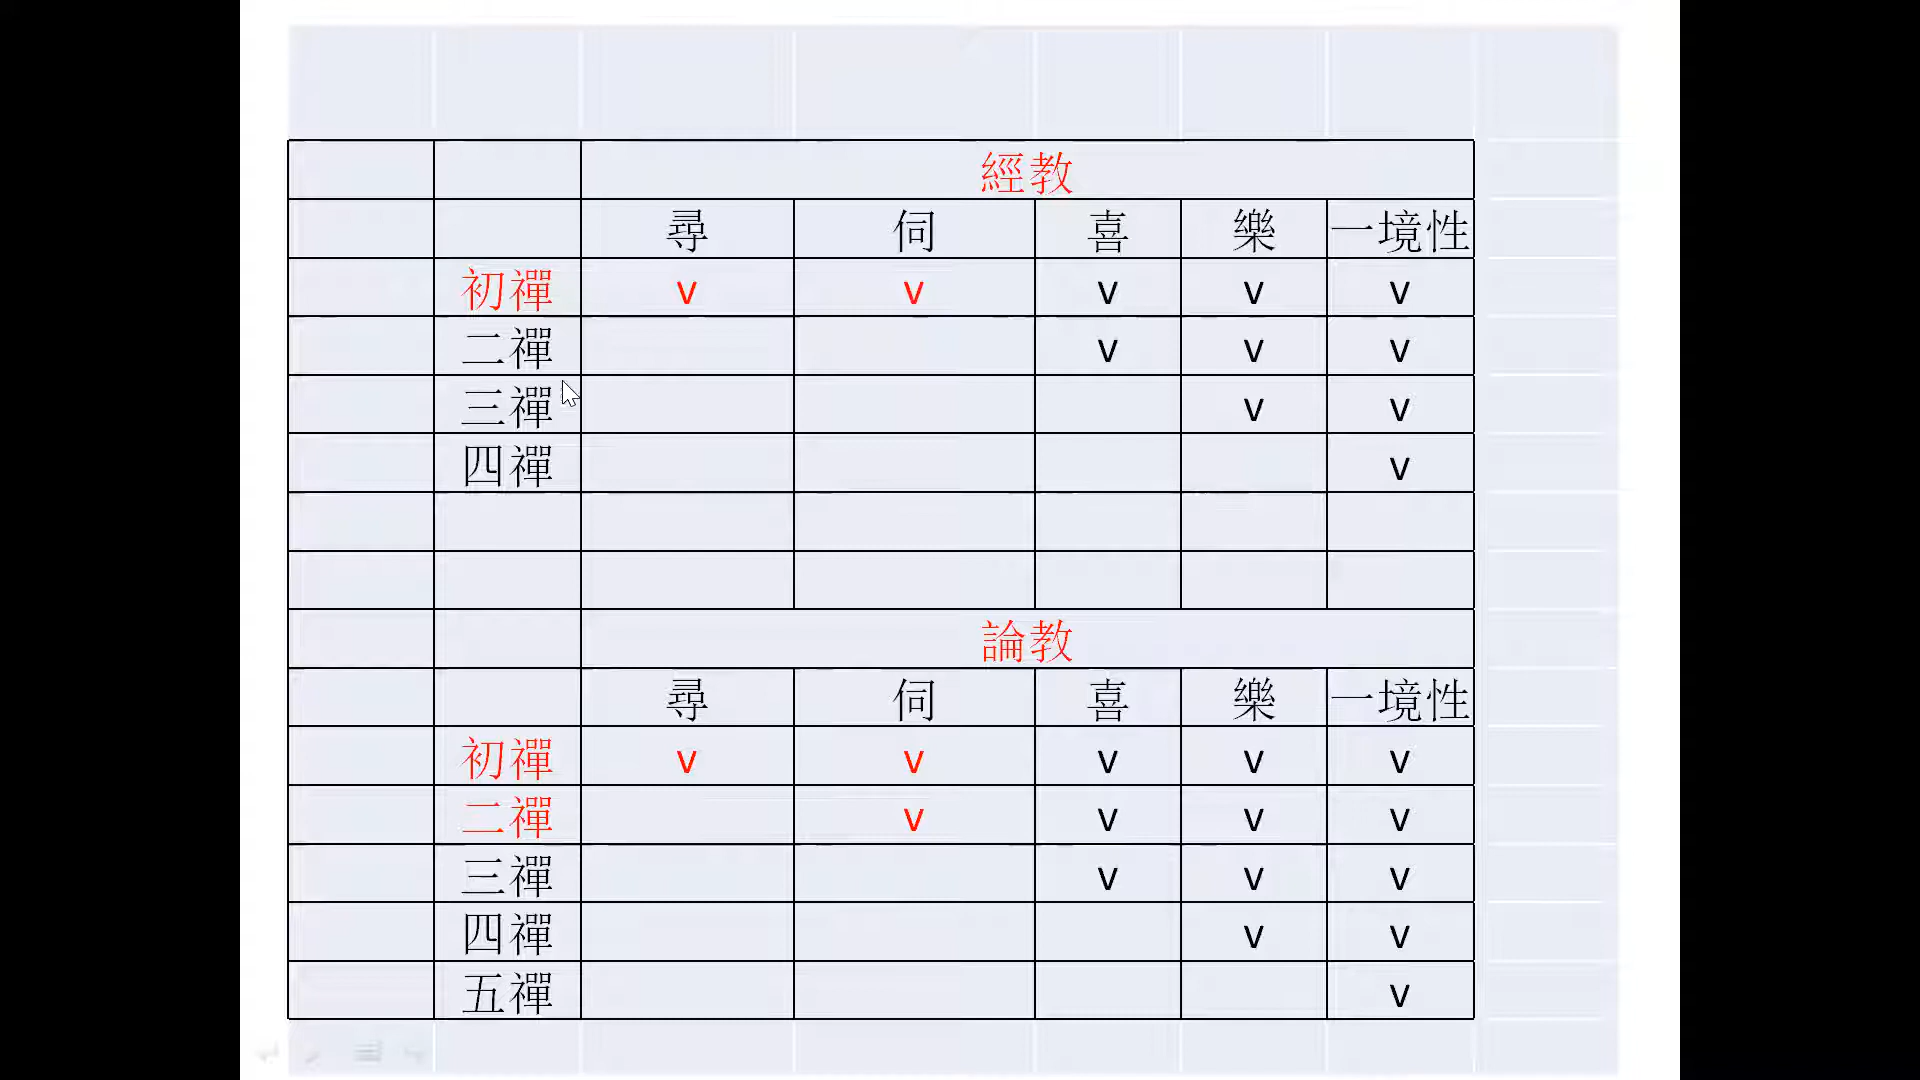 經教
尋 伺 喜 樂 一境性
初禪 v v v v v
二禪 v v v
三禪 v v
四禪 v
論教
尋 伺 喜 樂 一境性
初禪 v v v v v
二禪 v v v v
三禪 v v v
四禪 v v
五禪 v